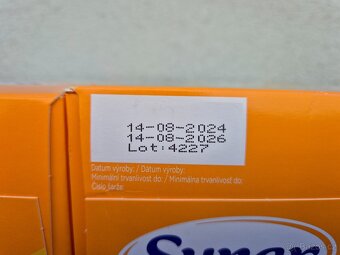 14-08-2024
14-08-2026
Lot:4227
Datum výroby: / Dátum výroby:
Minimální trvanlivost do: / Minimálna trvanlivosť do:
Číslo šarže:
Sunar